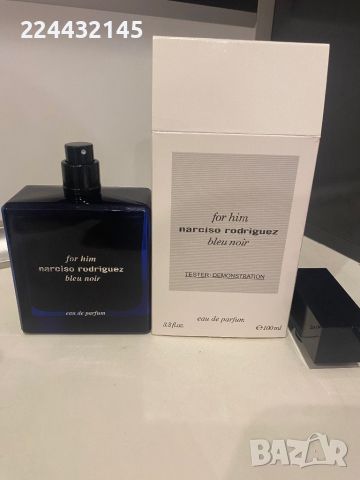 224432145
for him
narciso rodriguez
bleu noir
eau de parfum
for him
narciso rodriguez
bleu noir
TESTER-DEMONSTRATION
eau de parfum
3.3 fl.oz. ℮100 ml
BAZAR